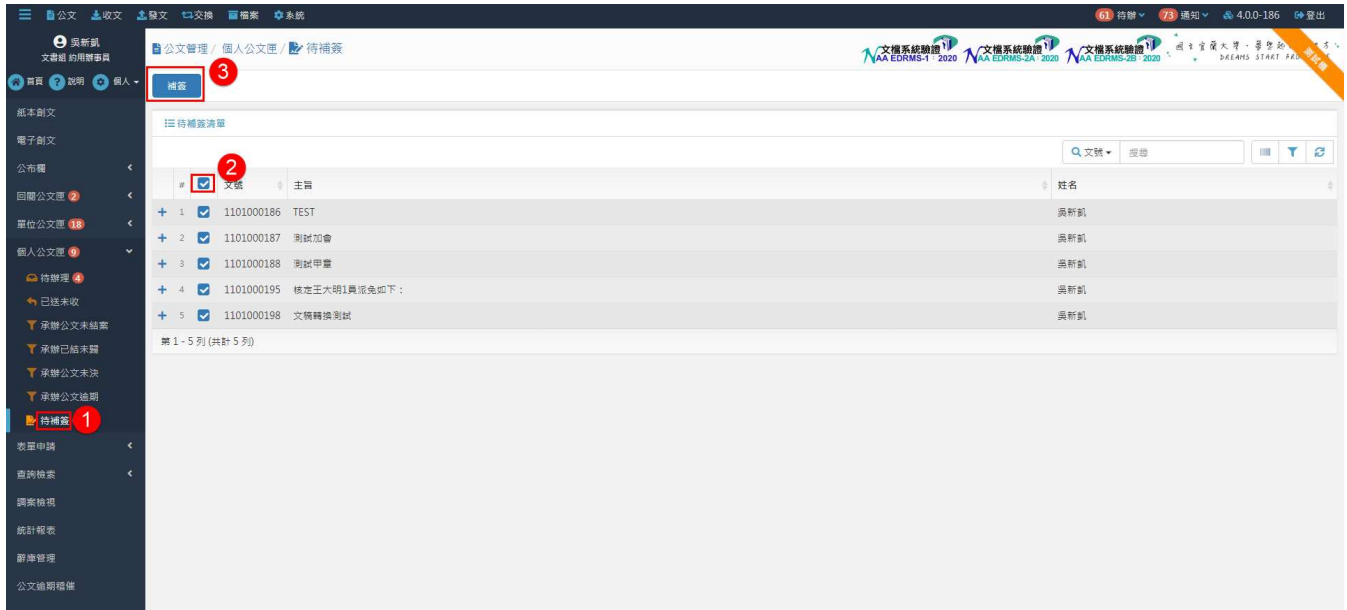 公文 收文 發文 交換 檔案 系統 61 待辦 73 通知 4.0.0-186 登出
吳新凱
文書組 約用辦事員
首頁 說明 個人
公文管理 / 個人公文匣 / 待補簽
文檔系統驗證 NAA EDRMS-1:2020
文檔系統驗證 NAA EDRMS-2A:2020
文檔系統驗證 NAA EDRMS-2B:2020
國立宜蘭大學
DREAMS START
測試機
補簽 3
紙本創文
電子創文
公布欄
回關公文匣 2
單位公文匣 18
個人公文匣 9
待辦理 4
已送未收
承辦公文未結案
承辦已結未歸
承辦公文未決
承辦公文逾期
待補簽 1
表單申請
查詢檢索
調案檢視
統計報表
辭庫管理
公文逾期稽催
待補簽清單
文號 搜尋
2
# 文號 主旨 姓名
1 1101000186 TEST 吳新凱
2 1101000187 測試加會 吳新凱
3 1101000188 測試甲章 吳新凱
4 1101000195 核定王大明1員派免如下： 吳新凱
5 1101000198 文稿轉換測試 吳新凱
第 1 - 5 列 (共計 5 列)